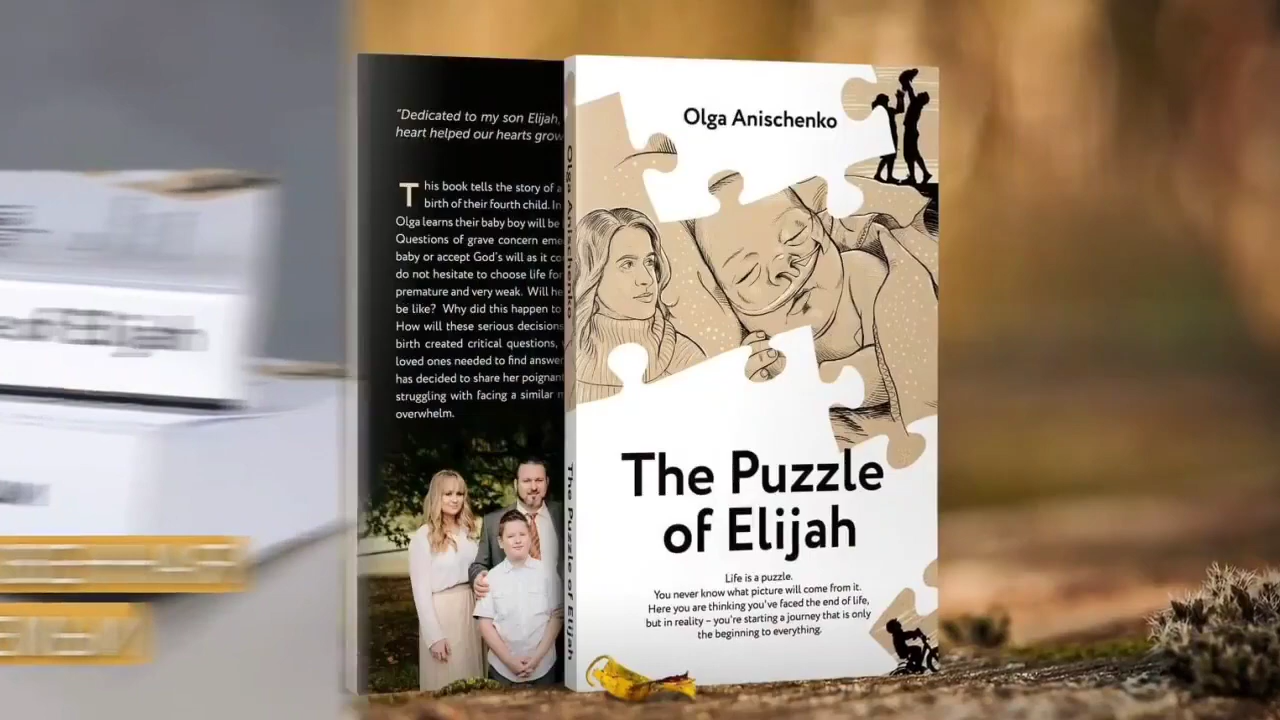 "Dedicated to my son Elijah,
heart helped our hearts grow
This book tells the story of a
birth of their fourth child. In
Olga learns their baby boy will be
Questions of grave concern eme
baby or accept God's will as it co
do not hesitate to choose life for
premature and very weak. Will he
be like? Why did this happen to
How will these serious decisions
birth created critical questions,
loved ones needed to find answer
has decided to share her poignant
struggling with facing a similar m
overwhelm.
Olga Anischenko
The Puzzle of Elijah
Olga Anischenko
The Puzzle
of Elijah
Life is a puzzle.
You never know what picture will come from it.
Here you are thinking you've faced the end of life,
but in reality – you're starting a journey that is only
the beginning to everything.